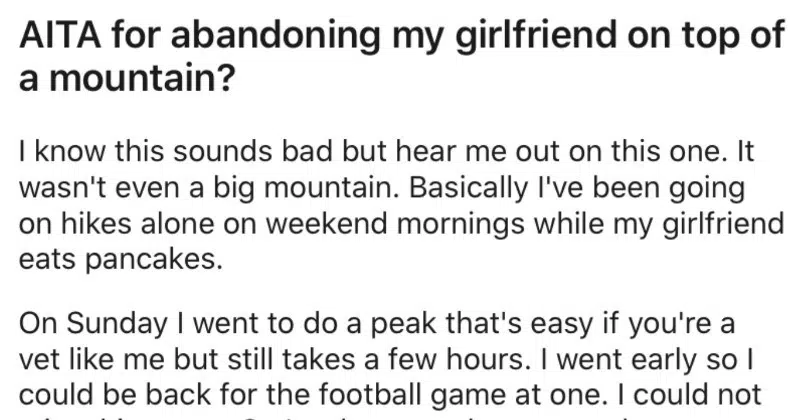 AITA for abandoning my girlfriend on top of
a mountain?
I know this sounds bad but hear me out on this one. It
wasn't even a big mountain. Basically I've been going
on hikes alone on weekend mornings while my girlfriend
eats pancakes.
On Sunday I went to do a peak that's easy if you're a
vet like me but still takes a few hours. I went early so I
could be back for the football game at one. I could not